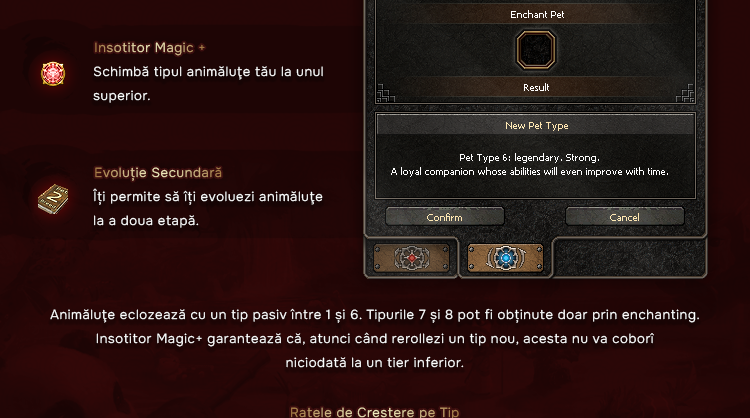 Enchant Pet
Result
New Pet Type
Pet Type 6: legendary. Strong.
A loyal companion whose abilities will even improve with time.
Confirm
Cancel
Insotitor Magic +
Schimbă tipul animăluțe tău la unul
superior.
Evoluție Secundară
Îți permite să îți evoluezi animăluțe
la a doua etapă.
Animăluțe eclozează cu un tip pasiv între 1 și 6. Tipurile 7 și 8 pot fi obținute doar prin enchanting.
Insotitor Magic+ garantează că, atunci când rerollezi un tip nou, acesta nu va coborî
niciodată la un tier inferior.
Ratele de Crestere pe Tip